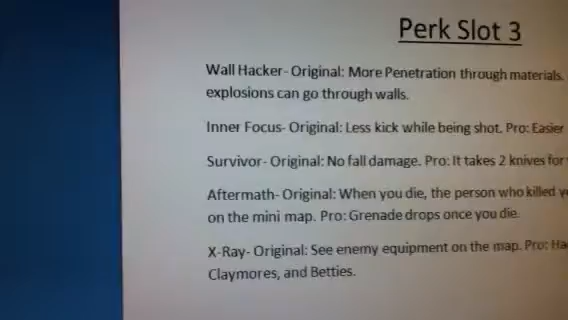 Perk Slot 3
Wall Hacker- Original: More Penetration through materials.
explosions can go through walls.
Inner Focus- Original: Less kick while being shot. Pro: Easier
Survivor- Original: No fall damage. Pro: It takes 2 knives for
Aftermath- Original: When you die, the person who killed
on the mini map. Pro: Grenade drops once you die.
X-Ray- Original: See enemy equipment on the map. Pro:
Claymores, and Betties.